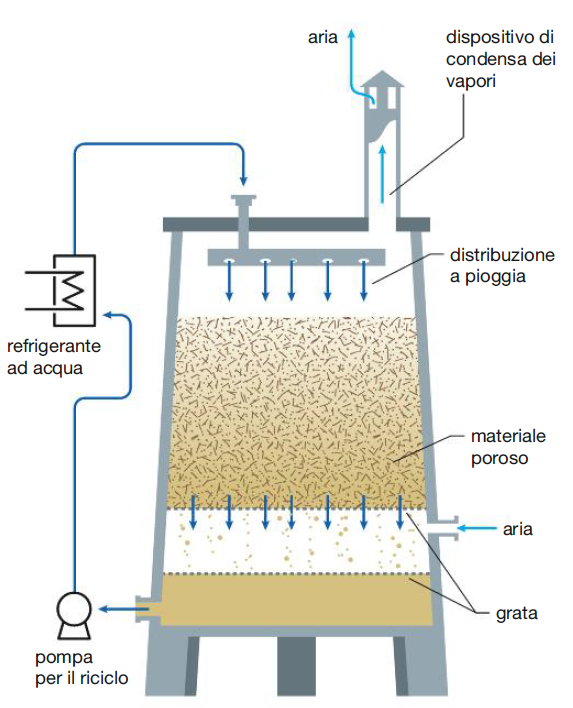 aria
dispositivo di
condensa dei
vapori
distribuzione
a pioggia
refrigerante
ad acqua
materiale
poroso
aria
grata
pompa
per il riciclo